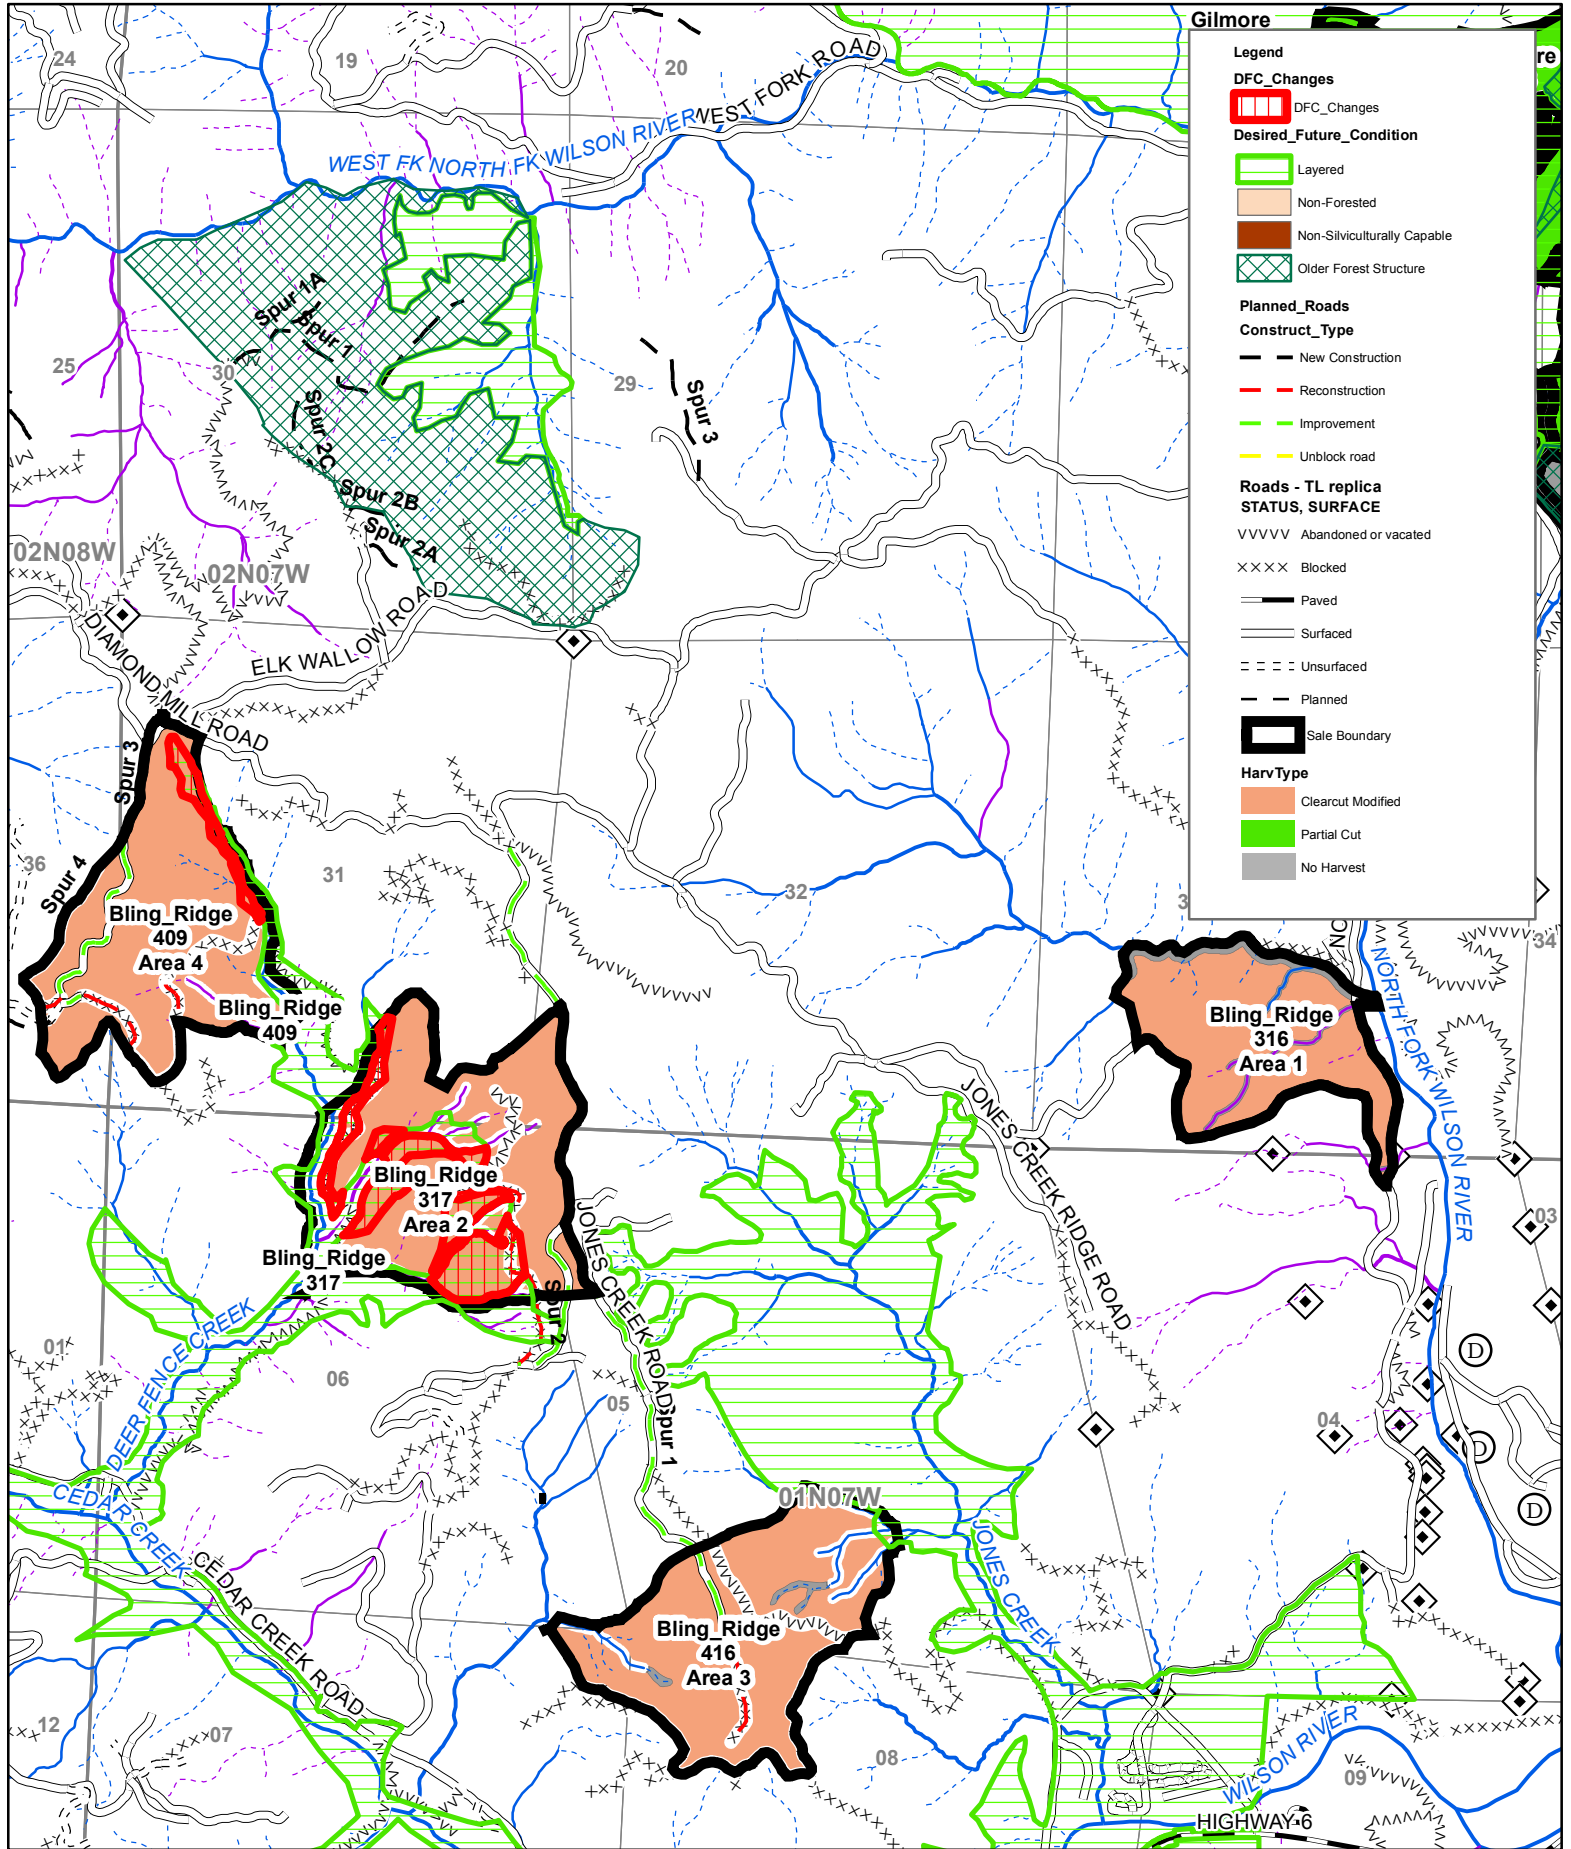 Gilmore
re
Legend
DFC_Changes
DFC_Changes
Desired_Future_Condition
Layered
Non-Forested
Non-Silviculturally Capable
Older Forest Structure
Planned_Roads
Construct_Type
New Construction
Reconstruction
Improvement
Unblock road
Roads - TL replica
STATUS, SURFACE
Abandoned or vacated
Blocked
Paved
Surfaced
Unsurfaced
Planned
Sale Boundary
HarvType
Clearcut Modified
Partial Cut
No Harvest
24
19
20
WEST FORK ROAD
WEST FK NORTH FK WILSON RIVER
Spur 1A
Spur 1
25
30
29
Spur 3
Spur 2C
Spur 2B
Spur 2A
02N08W
02N07W
ELK WALLOW ROAD
DIAMOND MILL ROAD
Spur 3
Spur 4
36
31
32
34
Bling_Ridge
409
Area 4
Bling_Ridge
409
NO
NORTH FORK WILSON RIVER
Bling_Ridge
316
Area 1
JONES CREEK RIDGE ROAD
Bling_Ridge
317
Area 2
Bling_Ridge
317
JONES CREEK ROAD
Spur 2
03
DEER FENCE CREEK
01
06
05
Spur 1
04
D
D
D
CEDAR CREEK
01N07W
CEDAR CREEK ROAD
JONES CREEK
Bling_Ridge
416
Area 3
12
07
08
09
WILSON RIVER
HIGHWAY 6